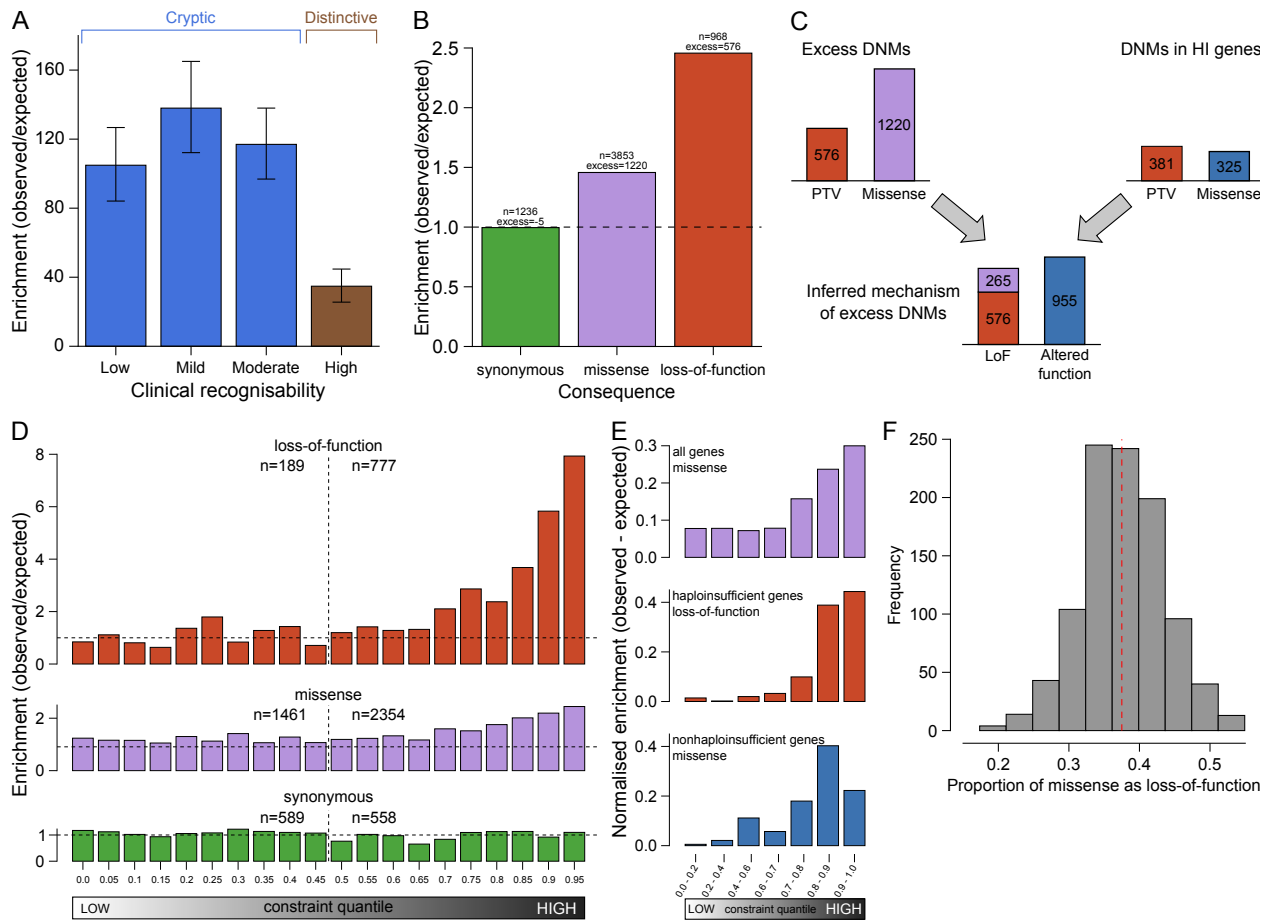 A
Cryptic
Distinctive
Enrichment (observed/expected)
160
120
80
40
0
Low
Mild
Moderate
High
Clinical recognisability
B
Enrichment (observed/expected)
2.5
2.0
1.5
1.0
0.5
0.0
n=1236
excess=-5
n=3853
excess=1220
n=968
excess=576
synonymous
missense
loss-of-function
Consequence
C
Excess DNMs
DNMs in HI genes
576
1220
PTV
Missense
381
325
PTV
Missense
Inferred mechanism
of excess DNMs
265
576
955
LoF
Altered
function
D
Enrichment (observed/expected)
loss-of-function
n=189
n=777
8
6
4
2
0
missense
n=1461
n=2354
2
1
0
synonymous
n=589
n=558
1
0
0.0
0.05
0.1
0.15
0.2
0.25
0.3
0.35
0.4
0.45
0.5
0.55
0.6
0.65
0.7
0.75
0.8
0.85
0.9
0.95
LOW
constraint quantile
HIGH
E
Normalised enrichment (observed - expected)
all genes
missense
0.3
0.2
0.1
0.0
haploinsufficient genes
loss-of-function
0.4
0.2
0.0
nonhaploinsufficient genes
missense
0.4
0.2
0.0
0.0 - 0.2
0.2 - 0.4
0.4 - 0.6
0.6 - 0.7
0.7 - 0.8
0.8 - 0.9
0.9 - 1.0
LOW
constraint quantile
HIGH
F
Frequency
250
200
150
100
50
0
0.2
0.3
0.4
0.5
Proportion of missense as loss-of-function